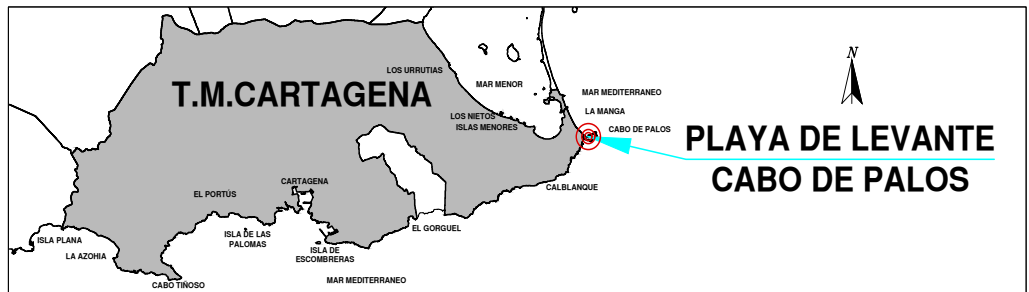 N
LOS URRUTIAS
MAR MENOR
T.M.CARTAGENA
MAR MEDITERRANEO
LA MANGA
LOS NIETOS
ISLAS MENORES
CABO DE PALOS
PLAYA DE LEVANTE
CABO DE PALOS
CARTAGENA
CALBLANQUE
EL PORTÚS
EL GORGUEL
ISLA PLANA
ISLA DE LAS
PALOMAS
LA AZOHIA
ISLA DE
ESCOMBRERAS
CABO TIÑOSO
MAR MEDITERRANEO